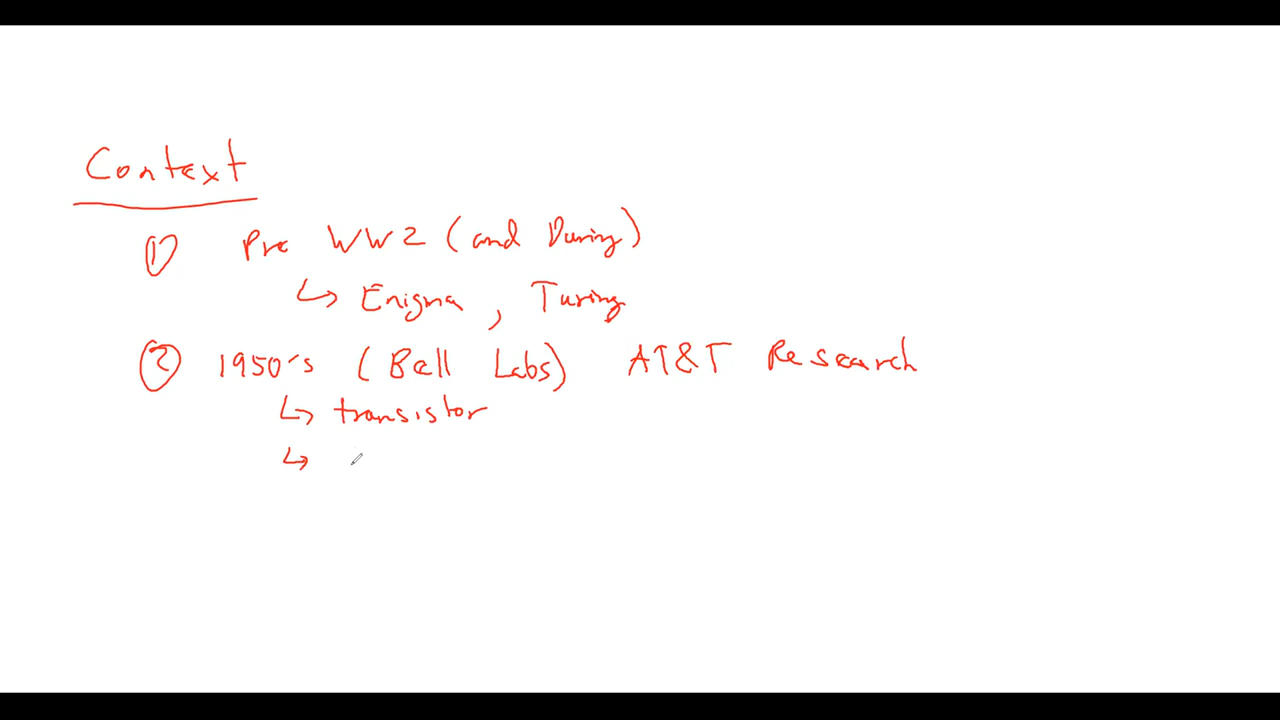 Context
① Pre WW2 (and During)
↳ Enigma, Turing
② 1950's (Bell Labs) AT&T Research
↳ transistor
↳